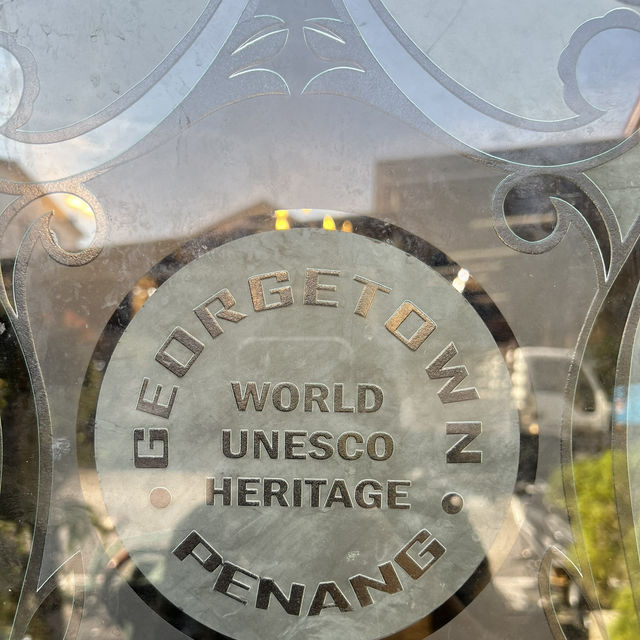 GEORGETOWN
WORLD
UNESCO
HERITAGE
PENANG